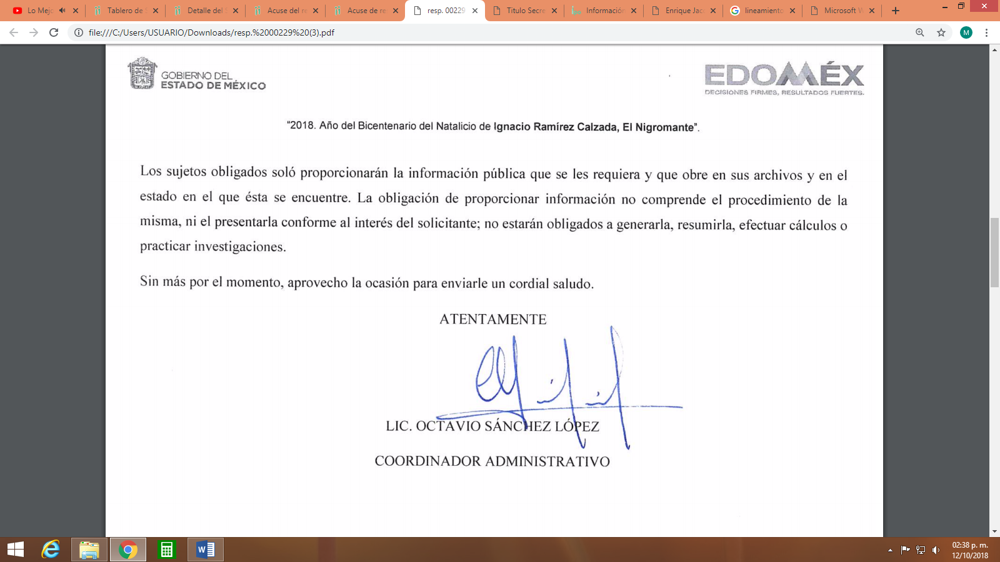 Lo Mejo
Tablero de S
Detalle del S
Acuse del re
Acuse de re
resp. 00229
Título Secre
Información
Enrique Jac
lineamiento
Microsoft W
file:///C:/Users/USUARIO/Downloads/resp.%2000229%20(3).pdf
M
GOBIERNO DEL
ESTADO DE MÉXICO
EDOMÉX
DECISIONES FIRMES, RESULTADOS FUERTES.
"2018. Año del Bicentenario del Natalicio de Ignacio Ramírez Calzada, El Nigromante".
Los sujetos obligados soló proporcionarán la información pública que se les requiera y que obre en sus archivos y en el
estado en el que ésta se encuentre. La obligación de proporcionar información no comprende el procedimiento de la
misma, ni el presentarla conforme al interés del solicitante; no estarán obligados a generarla, resumirla, efectuar cálculos o
practicar investigaciones.
Sin más por el momento, aprovecho la ocasión para enviarle un cordial saludo.
ATENTAMENTE
LIC. OCTAVIO SÁNCHEZ LÓPEZ
COORDINADOR ADMINISTRATIVO
02:38 p. m.
12/10/2018